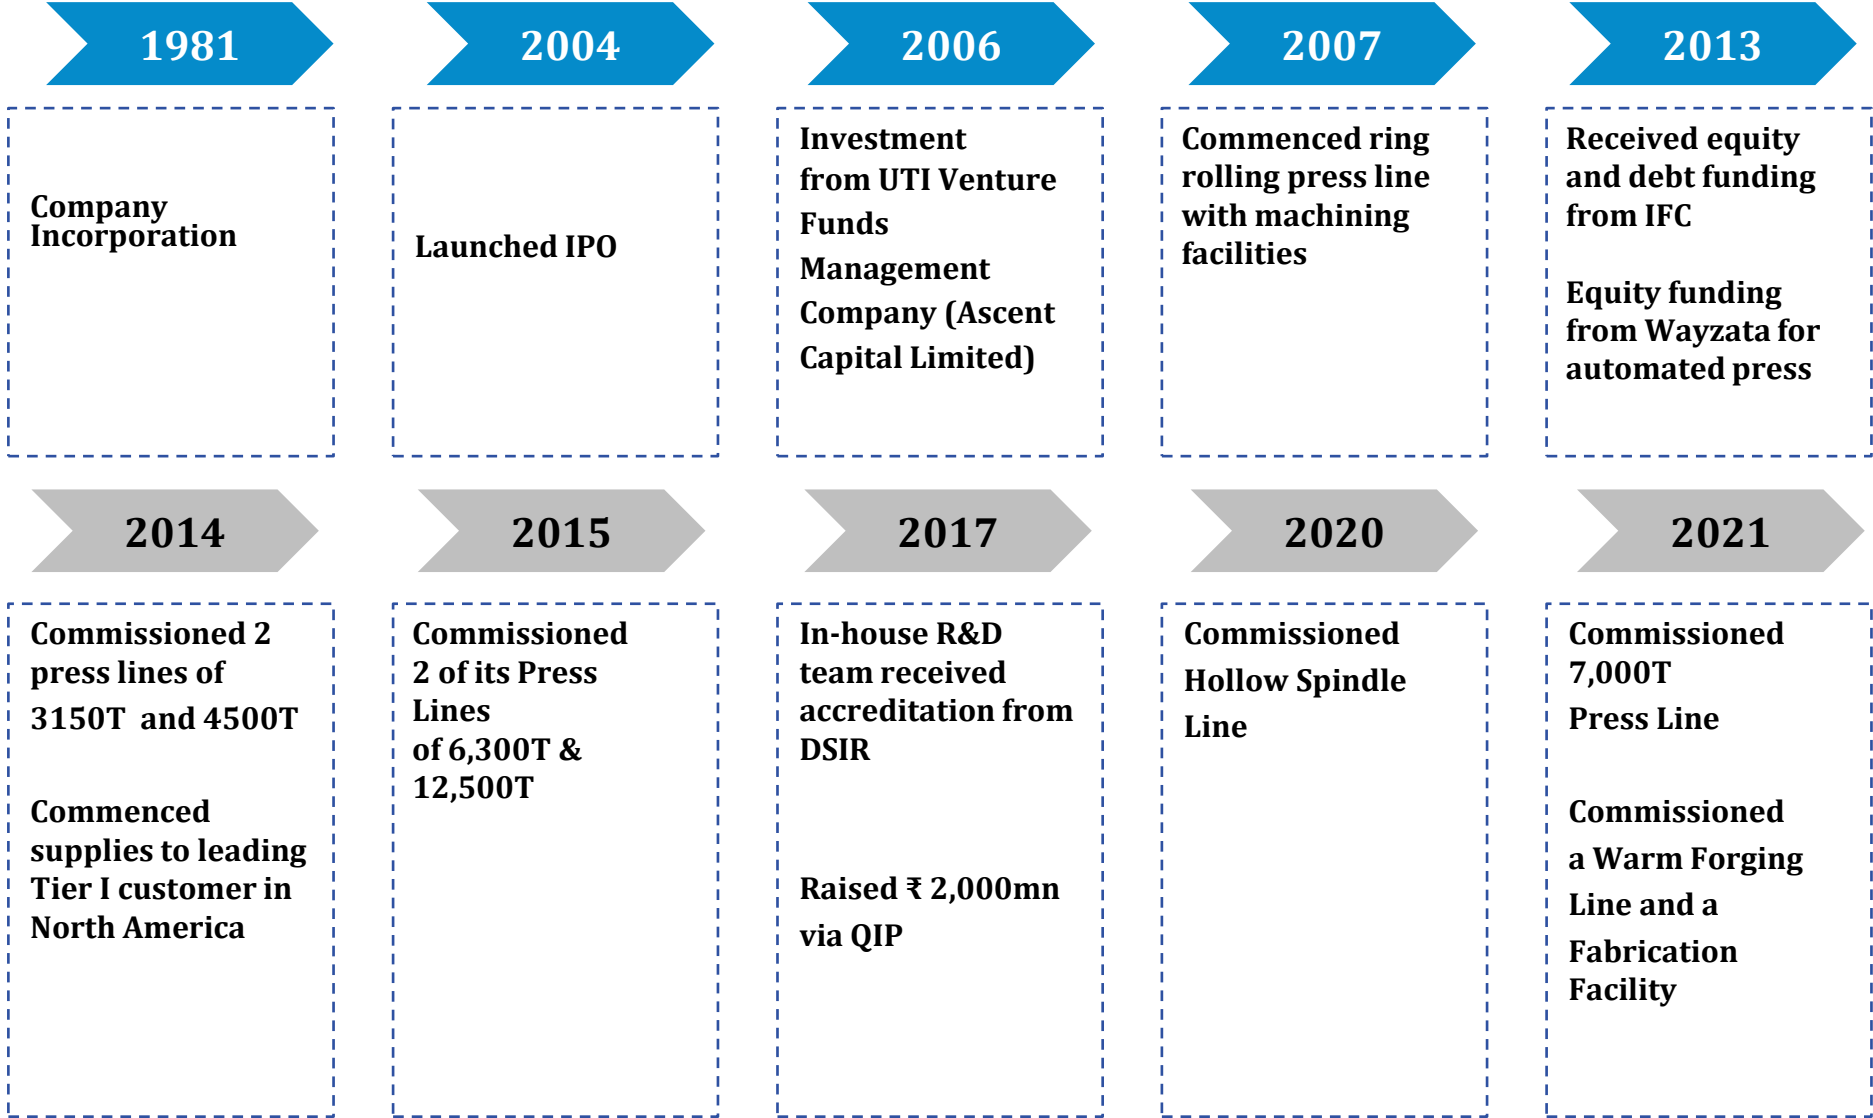 1981
2004
2006
2007
2013
Company
Incorporation
Launched IPO
Investment
from UTI Venture
Funds
Management
Company (Ascent
Capital Limited)
Commenced ring
rolling press line
with machining
facilities
Received equity
and debt funding
from IFC
Equity funding
from Wayzata for
automated press
2014
2015
2017
2020
2021
Commissioned 2
press lines of
3150T and 4500T
Commenced
supplies to leading
Tier I customer in
North America
Commissioned
2 of its Press
Lines
of 6,300T &
12,500T
In-house R&D
team received
accreditation from
DSIR
Raised ₹ 2,000mn
via QIP
Commissioned
Hollow Spindle
Line
Commissioned
7,000T
Press Line
Commissioned
a Warm Forging
Line and a
Fabrication
Facility